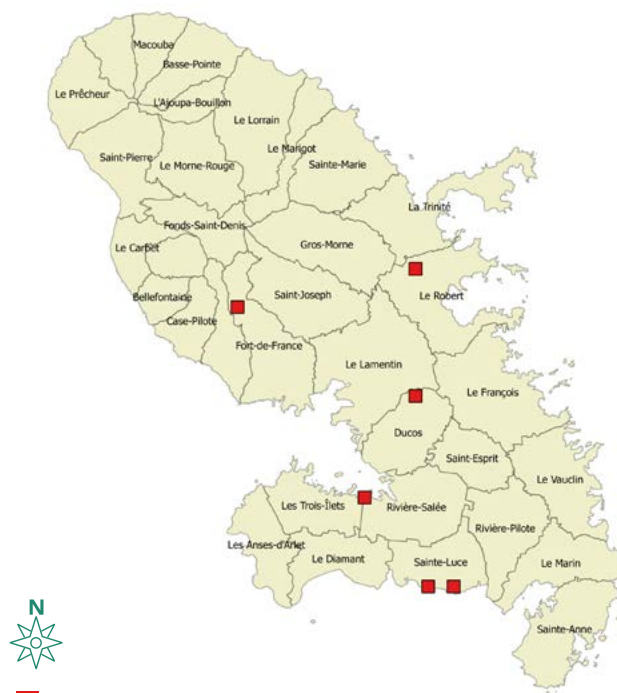 Macouba
Basse-Pointe
Le Prêcheur
L'Ajoupa-Bouillon
Le Lorrain
Le Marigot
Saint-Pierre
Le Morne-Rouge
Sainte-Marie
La Trinité
Fonds-Saint-Denis
Gros-Morne
Le Carbet
Bellefontaine
Saint-Joseph
Le Robert
Case-Pilote
Fort-de-France
Le Lamentin
Le François
Ducos
Saint-Esprit
Le Vauclin
Les Trois-Îlets
Rivière-Salée
Rivière-Pilote
Les Anses-d'Arlet
Le Diamant
Sainte-Luce
Le Marin
N
Sainte-Anne